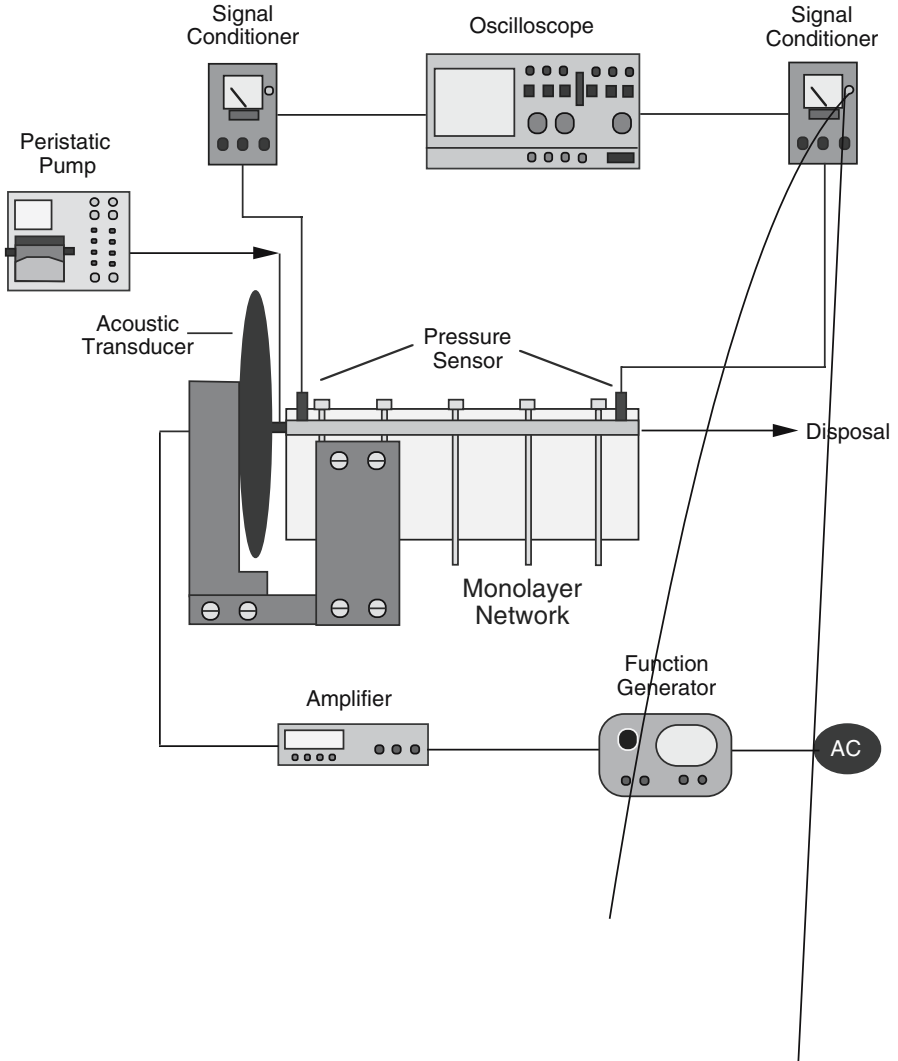 Signal
Conditioner
Oscilloscope
Signal
Conditioner
Peristatic
Pump
Acoustic
Transducer
Pressure
Sensor
Disposal
Monolayer
Network
Function
Generator
Amplifier
AC